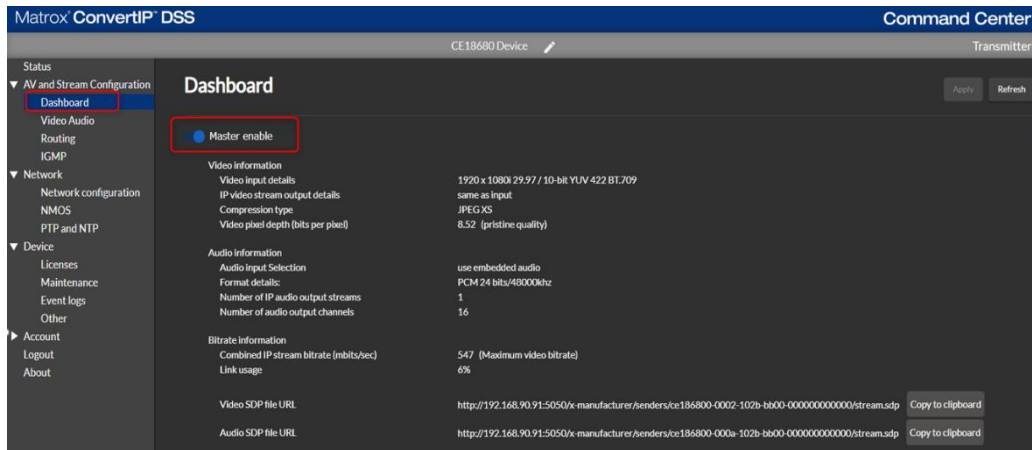 Matrox® ConvertIP™ DSS
Command Center
CE18680 Device
Transmitter
Status
AV and Stream Configuration
Dashboard
Video Audio
Routing
IGMP
Network
Network configuration
NMOS
PTP and NTP
Device
Licenses
Maintenance
Event logs
Other
Account
Logout
About
Dashboard
Apply Refresh
Master enable
Video information
Video input details 1920 x 1080i 29.97 / 10-bit YUV 422 BT.709
IP video stream output details same as input
Compression type JPEG XS
Video pixel depth (bits per pixel) 8.52 (pristine quality)
Audio information
Audio input Selection use embedded audio
Format details: PCM 24 bits/48000khz
Number of IP audio output streams 1
Number of audio output channels 16
Bitrate information
Combined IP stream bitrate (mbits/sec) 547 (Maximum video bitrate)
Link usage 6%
Video SDP file URL http://192.168.90.91:5050/x-manufacturer/senders/ce186800-0002-102b-bb00-000000000000/stream.sdp Copy to clipboard
Audio SDP file URL http://192.168.90.91:5050/x-manufacturer/senders/ce186800-000a-102b-bb00-000000000000/stream.sdp Copy to clipboard